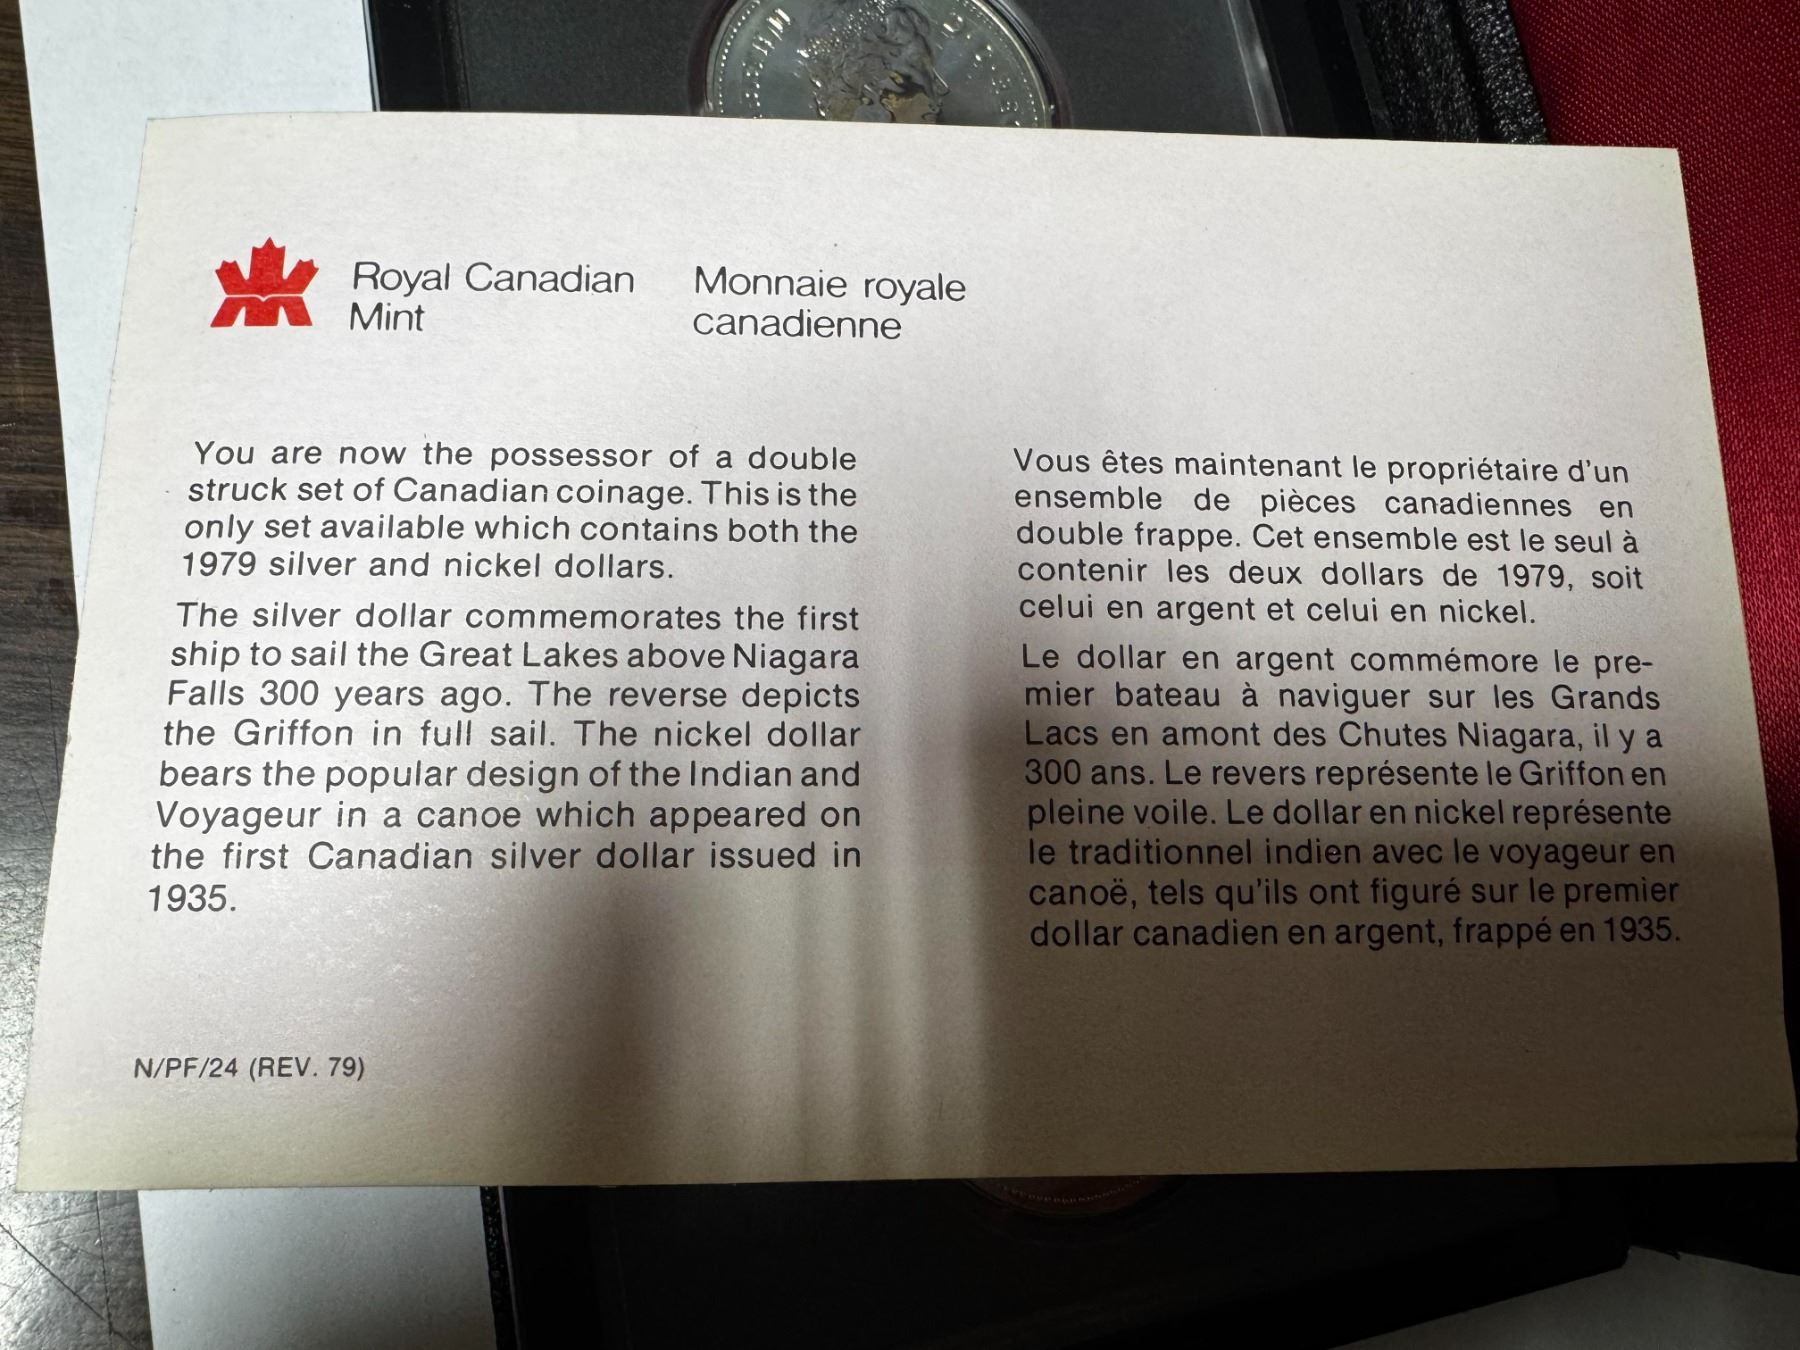 Royal Canadian
Mint
Monnaie royale
canadienne
You are now the possessor of a double
struck set of Canadian coinage. This is the
only set available which contains both the
1979 silver and nickel dollars.
The silver dollar commemorates the first
ship to sail the Great Lakes above Niagara
Falls 300 years ago. The reverse depicts
the Griffon in full sail. The nickel dollar
bears the popular design of the Indian and
Voyageur in a canoe which appeared on
the first Canadian silver dollar issued in
1935.
Vous êtes maintenant le propriétaire d'un
ensemble de pièces canadiennes en
double frappe. Cet ensemble est le seul à
contenir les deux dollars de 1979, soit
celui en argent et celui en nickel.
Le dollar en argent commémore le pre-
mier bateau à naviguer sur les Grands
Lacs en amont des Chutes Niagara, il y a
300 ans. Le revers représente le Griffon en
pleine voile. Le dollar en nickel représente
le traditionnel indien avec le voyageur en
canoë, tels qu'ils ont figuré sur le premier
dollar canadien en argent, frappé en 1935.
N/PF/24 (REV. 79)